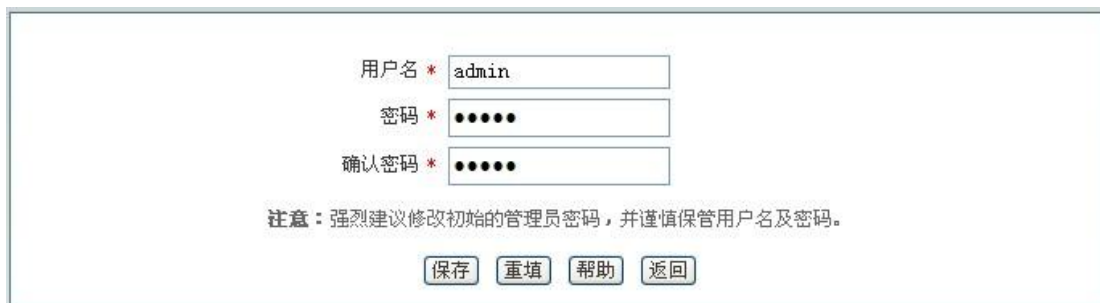 用户名 * admin
密码 * ●●●●●
确认密码 * ●●●●●
注意：强烈建议修改初始的管理员密码，并谨慎保管用户名及密码。
保存 重填 帮助 返回